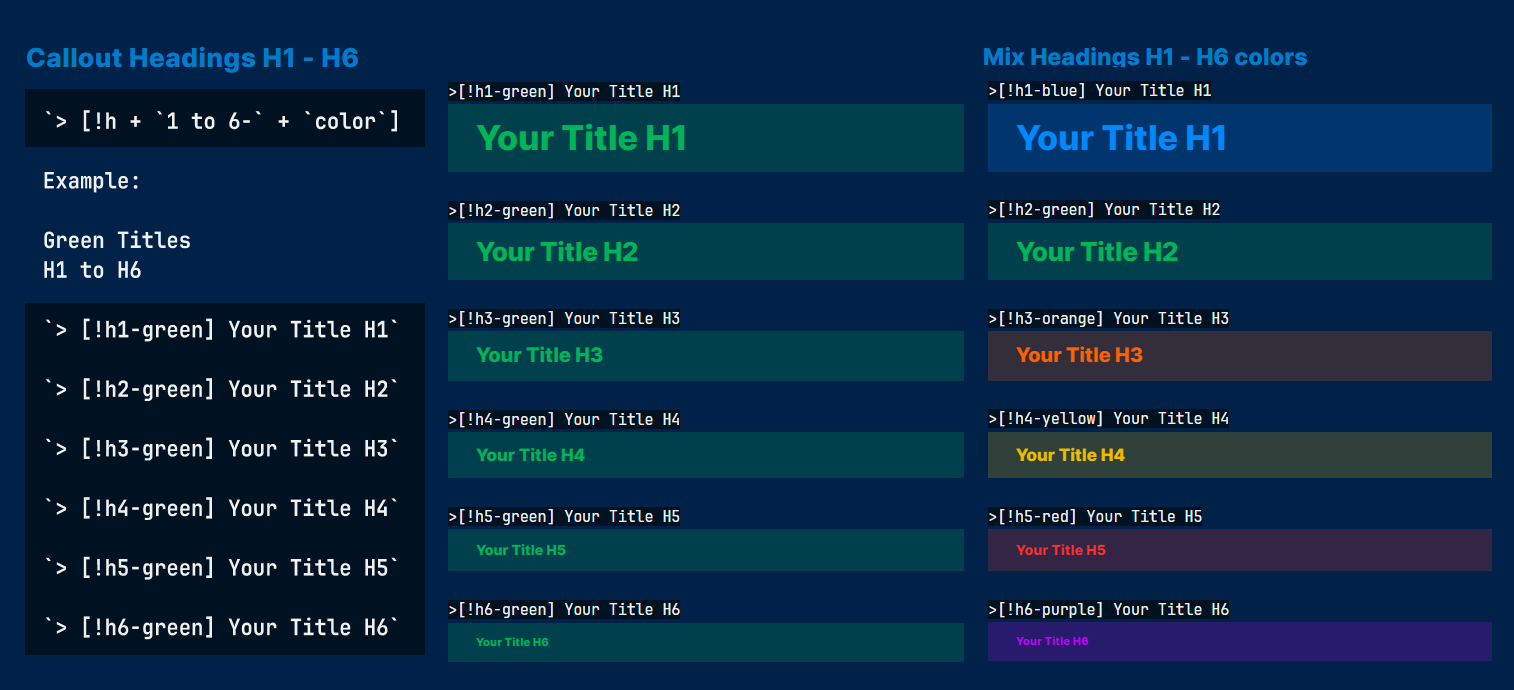 Callout Headings H1 - H6
`> [!h + `1 to 6-` + `color`]
Example:
Green Titles
H1 to H6
`> [!h1-green] Your Title H1`
`> [!h2-green] Your Title H2`
`> [!h3-green] Your Title H3`
`> [!h4-green] Your Title H4`
`> [!h5-green] Your Title H5`
`> [!h6-green] Your Title H6`
>[!h1-green] Your Title H1
Your Title H1
>[!h2-green] Your Title H2
Your Title H2
>[!h3-green] Your Title H3
Your Title H3
>[!h4-green] Your Title H4
Your Title H4
>[!h5-green] Your Title H5
Your Title H5
>[!h6-green] Your Title H6
Your Title H6
Mix Headings H1 - H6 colors
>[!h1-blue] Your Title H1
Your Title H1
>[!h2-green] Your Title H2
Your Title H2
>[!h3-orange] Your Title H3
Your Title H3
>[!h4-yellow] Your Title H4
Your Title H4
>[!h5-red] Your Title H5
Your Title H5
>[!h6-purple] Your Title H6
Your Title H6